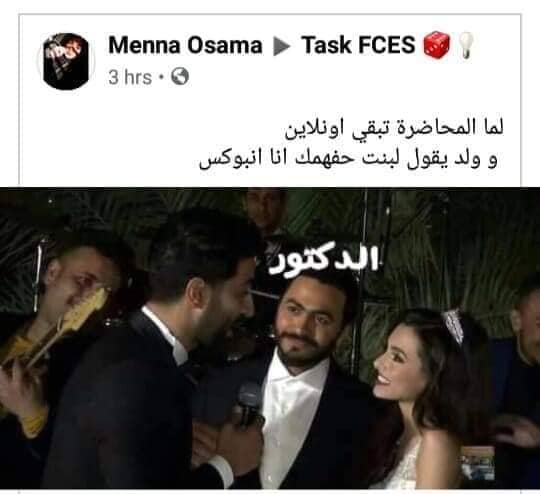 Menna Osama ▶ Task FCES 🎲💡
3 hrs •
لما المحاضرة تبقي اونلاين
و ولد يقول لبنت حفهمك انا انبوكس
الدكتور